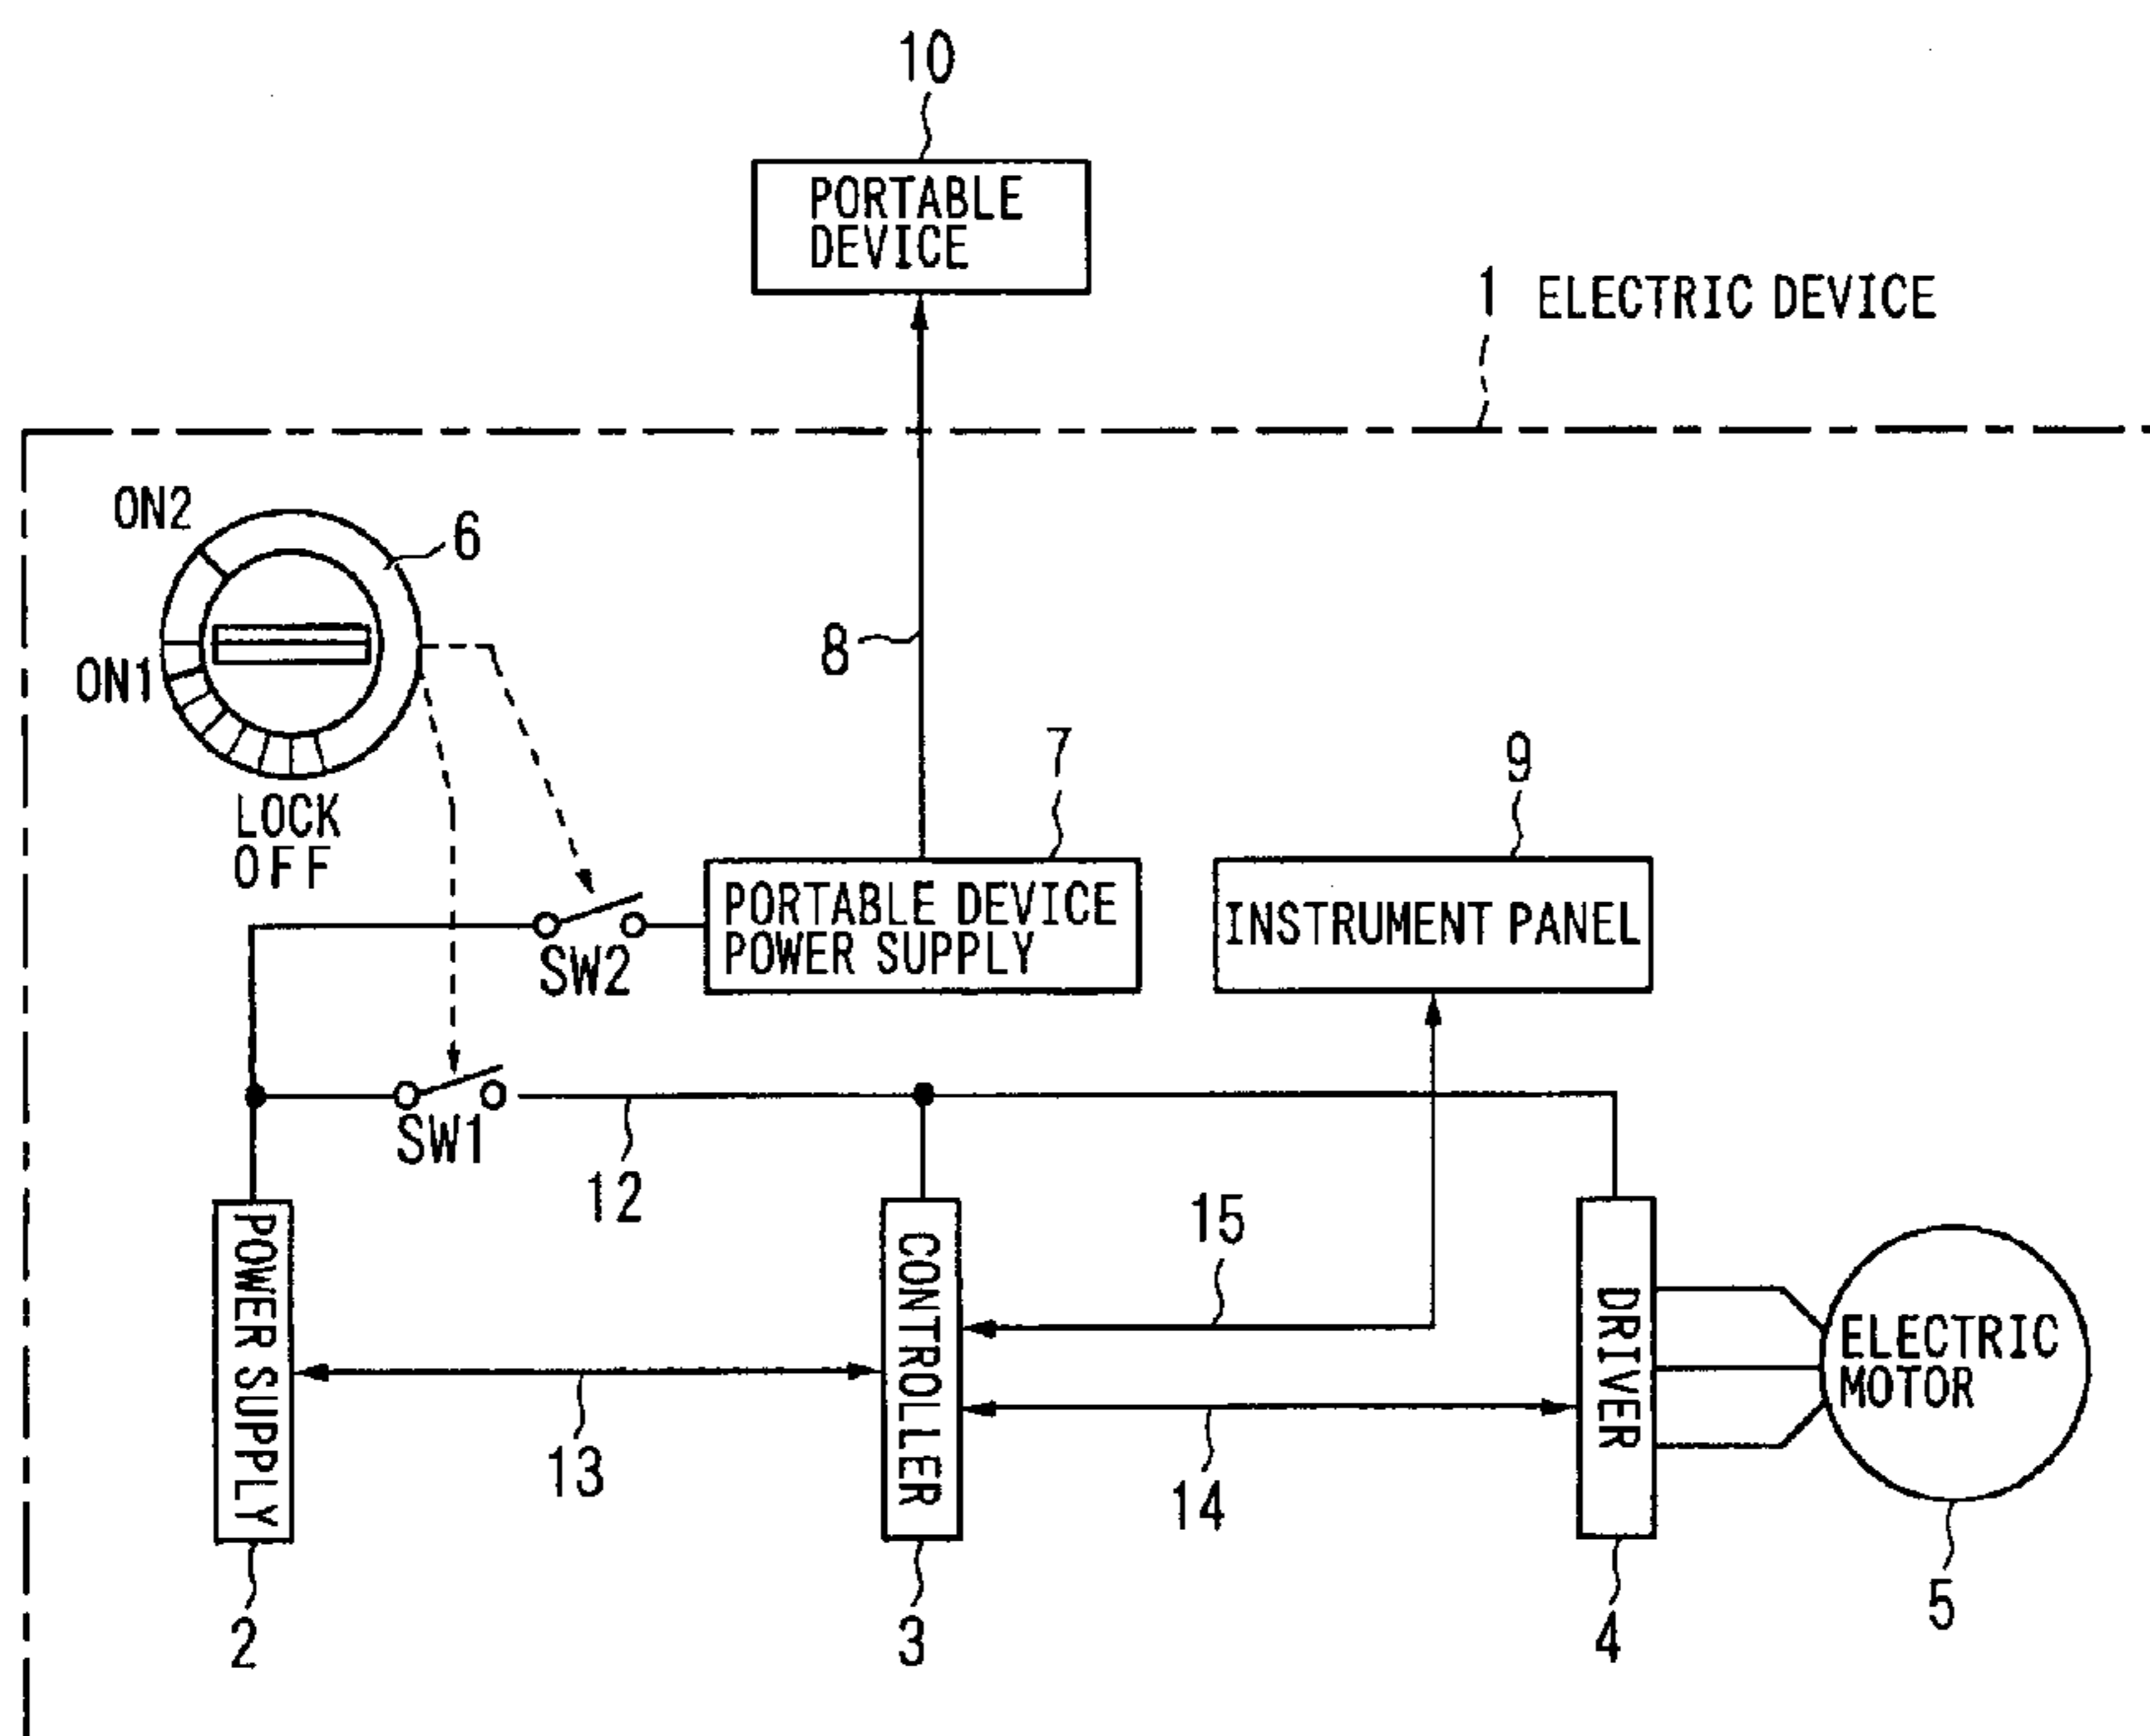 10
PORTABLE
DEVICE
1 ELECTRIC DEVICE
ON2
6
ON1
8
LOCK
OFF
7
9
PORTABLE DEVICE
POWER SUPPLY
INSTRUMENT PANEL
SW2
SW1
12
15
POWER SUPPLY
CONTROLLER
DRIVER
ELECTRIC
MOTOR
13
14
2
3
4
5